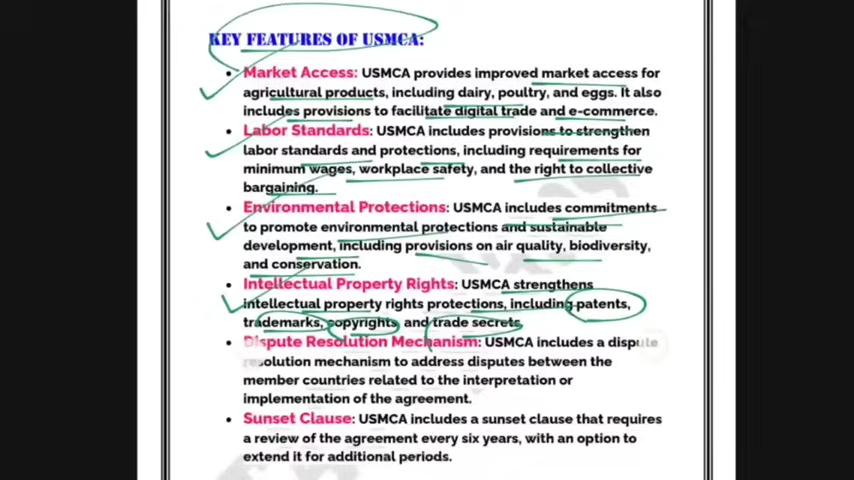 KEY FEATURES OF USMCA:
• Market Access: USMCA provides improved market access for
agricultural products, including dairy, poultry, and eggs. It also
includes provisions to facilitate digital trade and e-commerce.
• Labor Standards: USMCA includes provisions to strengthen
labor standards and protections, including requirements for
minimum wages, workplace safety, and the right to collective
bargaining.
• Environmental Protections: USMCA includes commitments
to promote environmental protections and sustainable
development, including provisions on air quality, biodiversity,
and conservation.
• Intellectual Property Rights: USMCA strengthens
intellectual property rights protections, including patents,
trademarks, copyrights, and trade secrets.
• Dispute Resolution Mechanism: USMCA includes a dispute
resolution mechanism to address disputes between the
member countries related to the interpretation or
implementation of the agreement.
• Sunset Clause: USMCA includes a sunset clause that requires
a review of the agreement every six years, with an option to
extend it for additional periods.